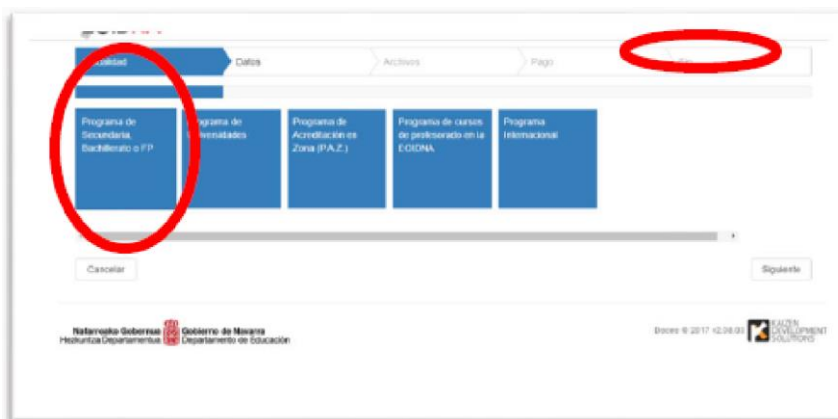 Datos
Archivos
Pago
Fin
Programa de
Secundaria,
Bachillerato o FP
Programa de
Universidades
Programa de
Acreditación en
Zona (P.A.Z.)
Programa de cursos
de profesorado en la
EOIDNA
Programa
Internacional
Cancelar
Siguiente
Nafarroako Gobernua
Hezkuntza Departamentua
Gobierno de Navarra
Departamento de Educación
KAIZEN
DEVELOPMENT
SOLUTIONS